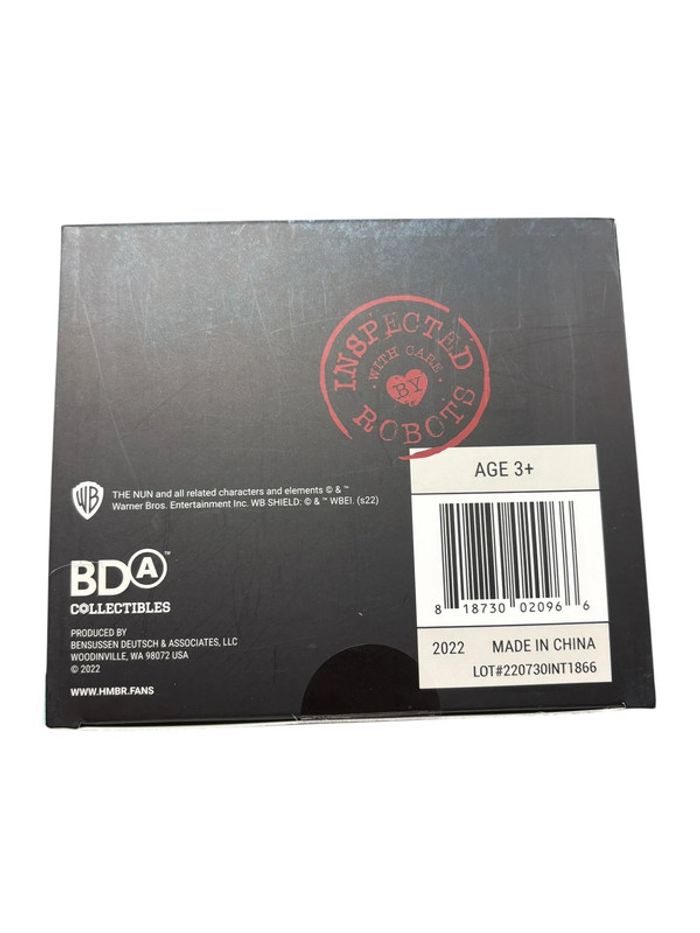 INSPECTED
WITH CARE
BY
ROBOTS
AGE 3+
WB
THE NUN and all related characters and elements © & ™
Warner Bros. Entertainment Inc. WB SHIELD: © & ™ WBEI. (s22)
8 18730 02096 6
BDA™
COLLECTIBLES
PRODUCED BY
BENSUSSEN DEUTSCH & ASSOCIATES, LLC
WOODINVILLE, WA 98072 USA
© 2022
WWW.HMBR.FANS
2022 MADE IN CHINA
LOT#220730INT1866